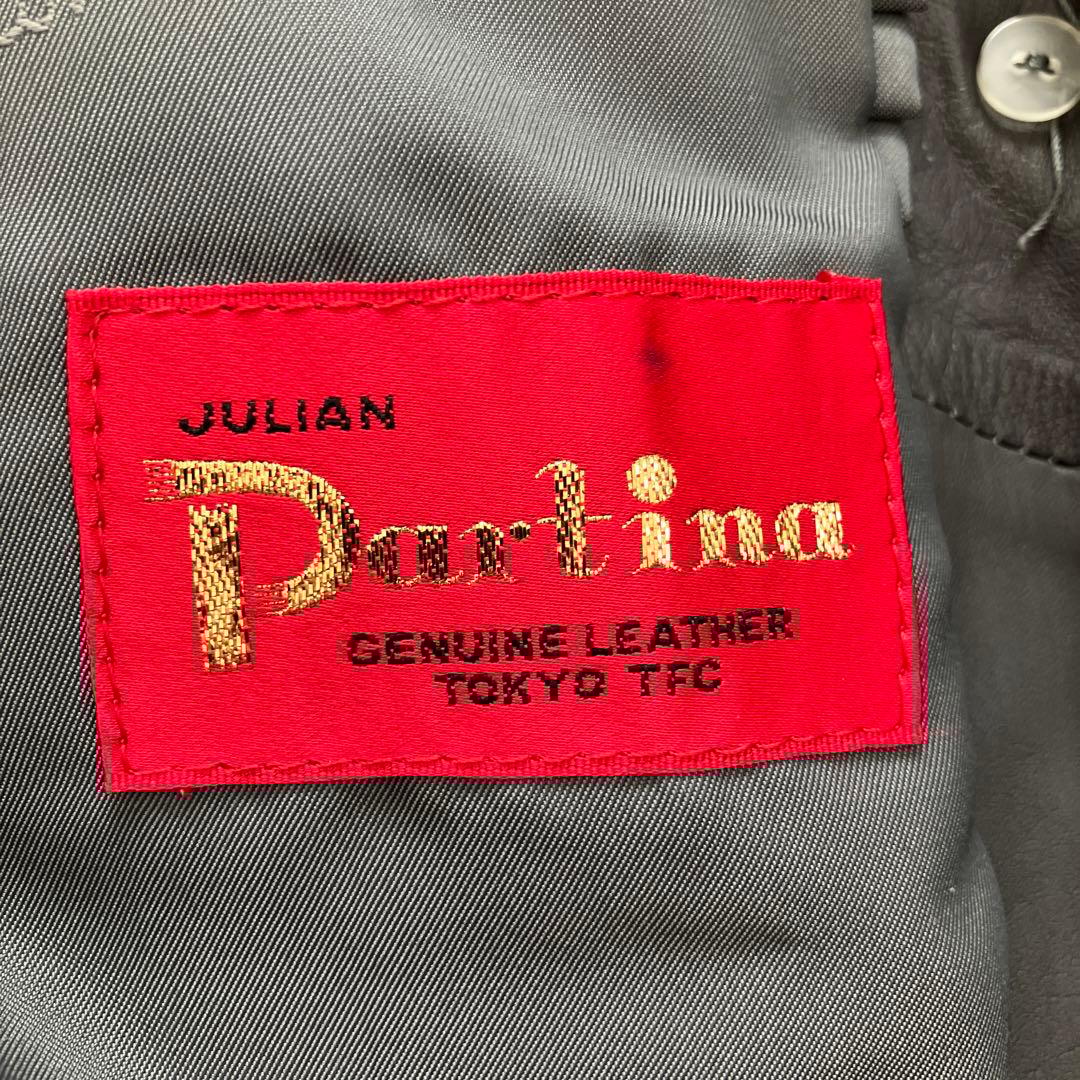 JULIAN
Partina
GENUINE LEATHER
TOKYO TFC